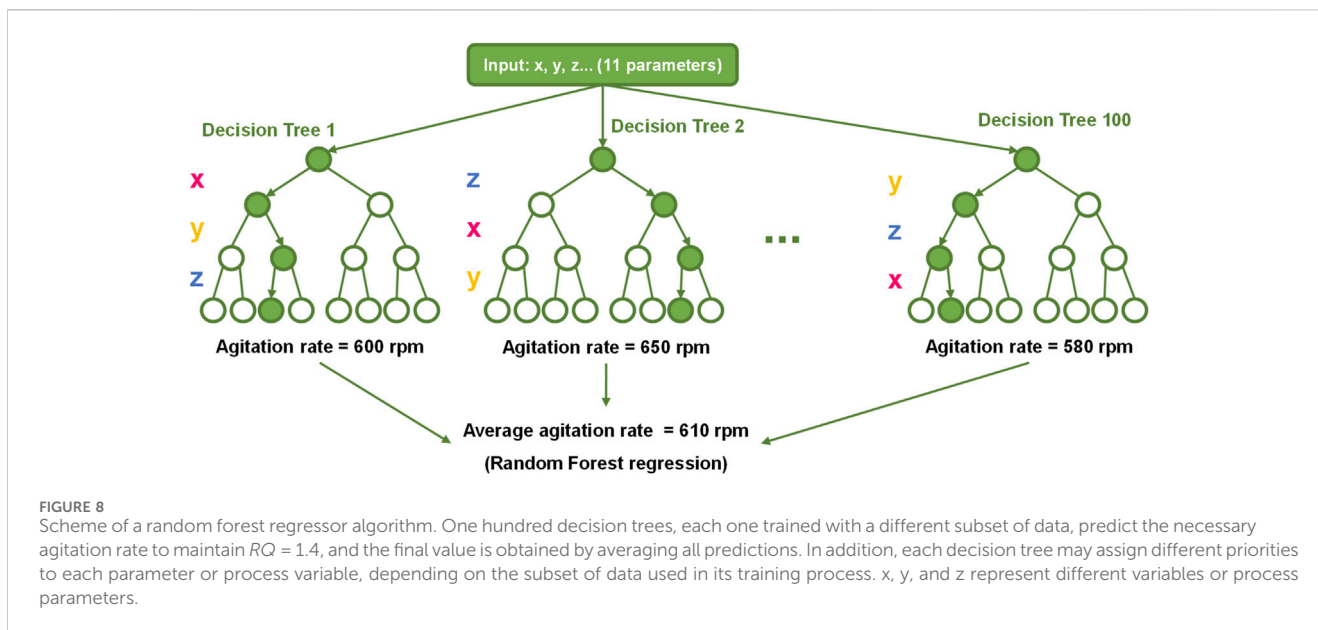 Input: x, y, z... (11 parameters)
Decision Tree 1
Decision Tree 2
Decision Tree 100
x
y
z
z
x
y
...
y
z
x
Agitation rate = 600 rpm
Agitation rate = 650 rpm
Agitation rate = 580 rpm
Average agitation rate = 610 rpm
(Random Forest regression)
FIGURE 8
Scheme of a random forest regressor algorithm. One hundred decision trees, each one trained with a different subset of data, predict the necessary
agitation rate to maintain RQ = 1.4, and the final value is obtained by averaging all predictions. In addition, each decision tree may assign different priorities
to each parameter or process variable, depending on the subset of data used in its training process. x, y, and z represent different variables or process
parameters.